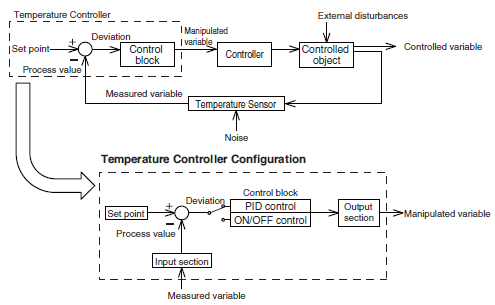 Temperature Controller
External disturbances
Set point
+
Deviation
Control
block
Manipulated
variable
Controller
Controlled
object
Controlled variable
−
Process value
Measured variable
Temperature Sensor
Noise
Temperature Controller Configuration
Control block
Set point
+
Deviation
PID control
ON/OFF control
Output
section
Manipulated variable
−
Process value
Input section
Measured variable